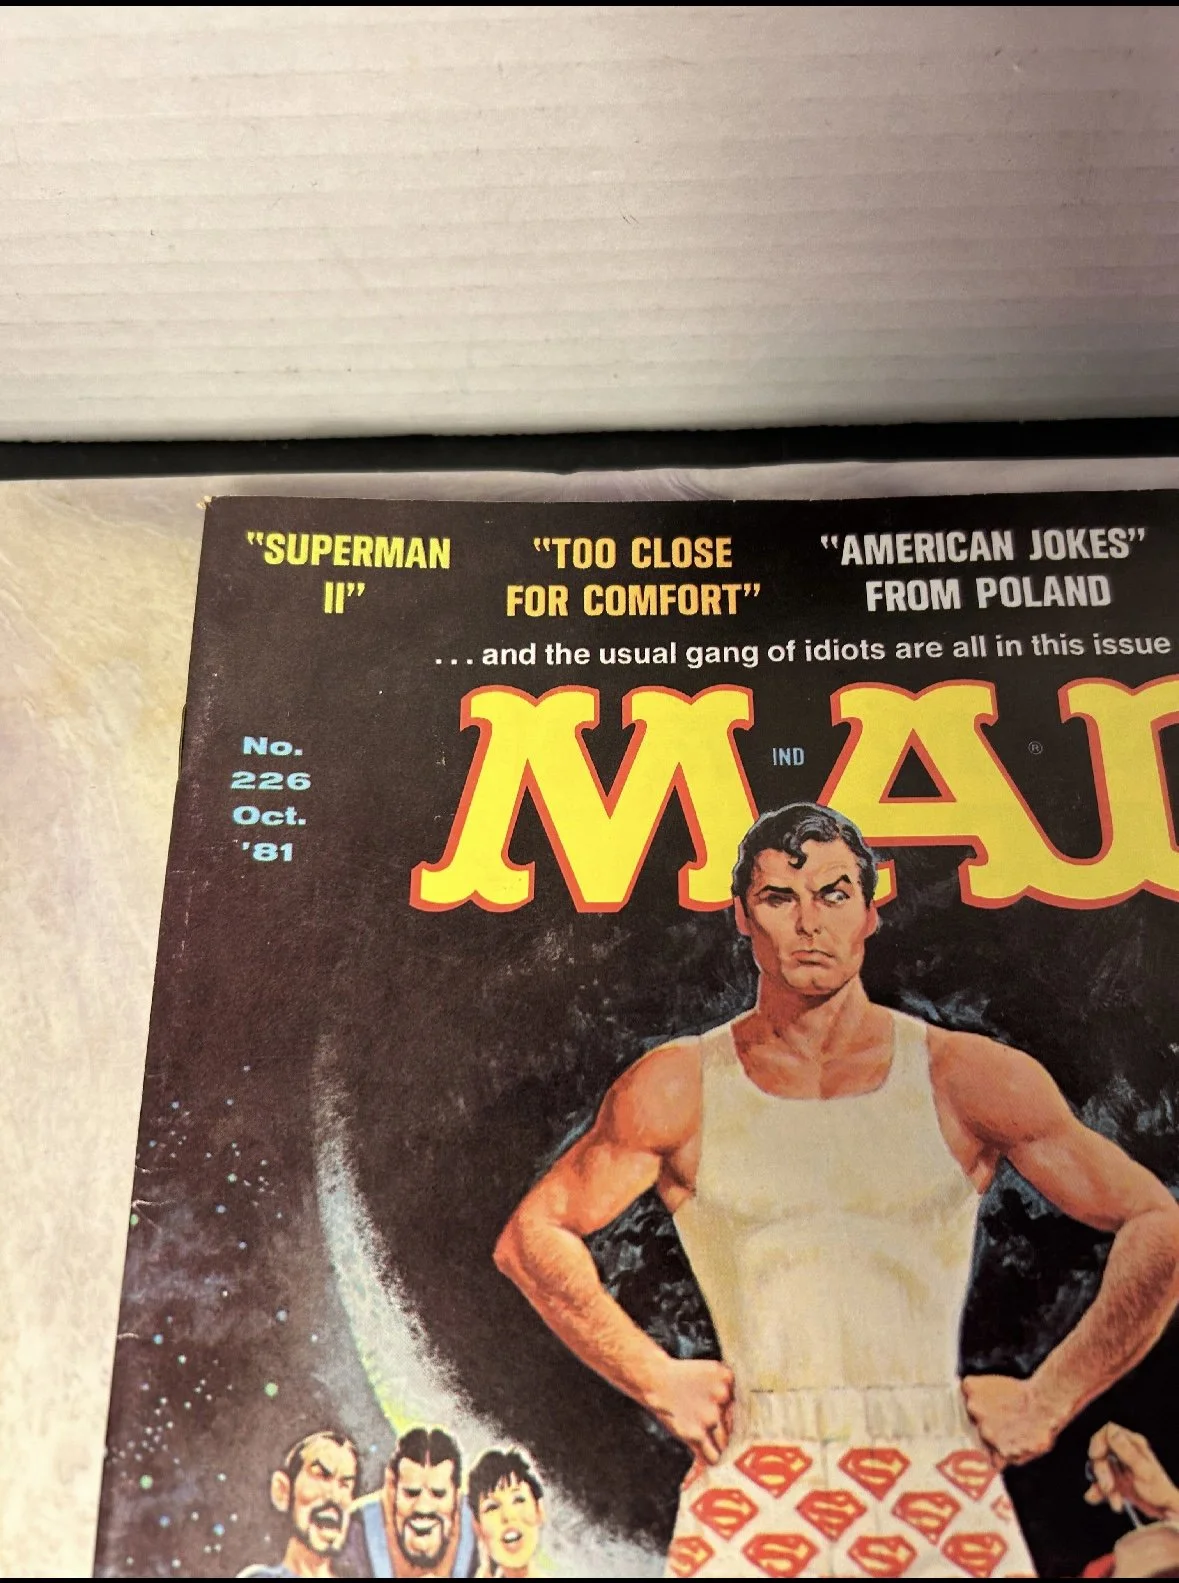 "SUPERMAN
II"
"TOO CLOSE
FOR COMFORT"
"AMERICAN JOKES"
FROM POLAND
...and the usual gang of idiots are all in this issue
MAD
IND
®
No.
226
Oct.
'81